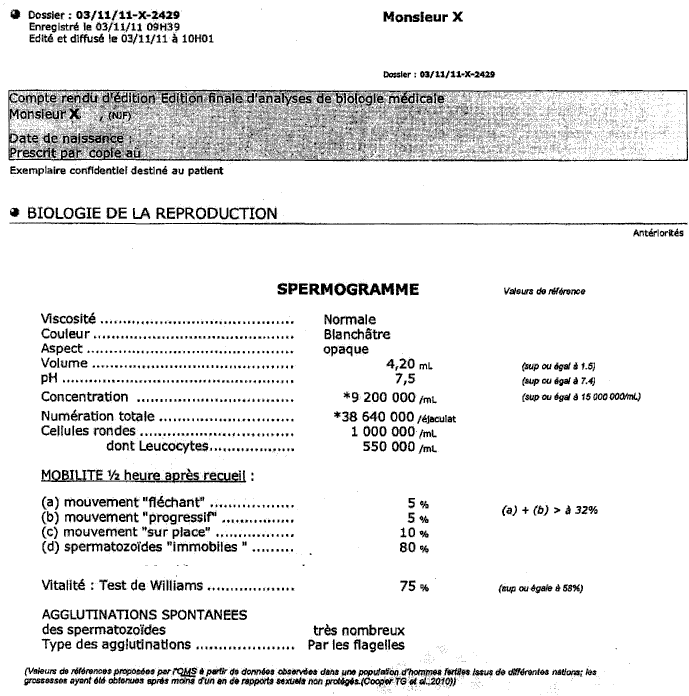 Dossier : 03/11/11-X-2429
Enregistré le 03/11/11 09H39
Edité et diffusé le 03/11/11 à 10H01
Monsieur X
Dossier : 03/11/11-X-2429
Compte rendu d'édition Edition finale d'analyses de biologie médicale
Monsieur X , (NJF)
Date de naissance :
Prescrit par copie au
Exemplaire confidentiel destiné au patient
BIOLOGIE DE LA REPRODUCTION
Antériorités
SPERMOGRAMME Valeurs de référence
Viscosité .......................................... Normale
Couleur ............................................ Blanchâtre
Aspect ............................................. opaque
Volume ............................................. 4,20 mL (sup ou égal à 1.5)
pH ................................................. 7,5 (sup ou égal à 7.4)
Concentration ................................ *9 200 000 /mL (sup ou égal à 15 000 000/mL)
Numération totale ............................. *38 640 000 /éjaculat
Cellules rondes ................................. 1 000 000 /mL
dont Leucocytes......................... 550 000 /mL
MOBILITE ½ heure après recueil :
(a) mouvement "fléchant" .................. 5 %
(b) mouvement "progressif" ............... 5 % (a) + (b) > à 32%
(c) mouvement "sur place" ................. 10 %
(d) spermatozoïdes "immobiles " ......... 80 %
Vitalité : Test de Williams ................... 75 % (sup ou égale à 58%)
AGGLUTINATIONS SPONTANEES
des spermatozoïdes très nombreux
Type des agglutinations ..................... Par les flagelles
(Valeurs de références proposées par l'OMS à partir de données observées dans une population d'hommes fertiles issus de différentes nations; les
grossesses ayant été obtenues après moins d'un an de rapports sexuels non protégés.(Cooper TG et al.,2010))